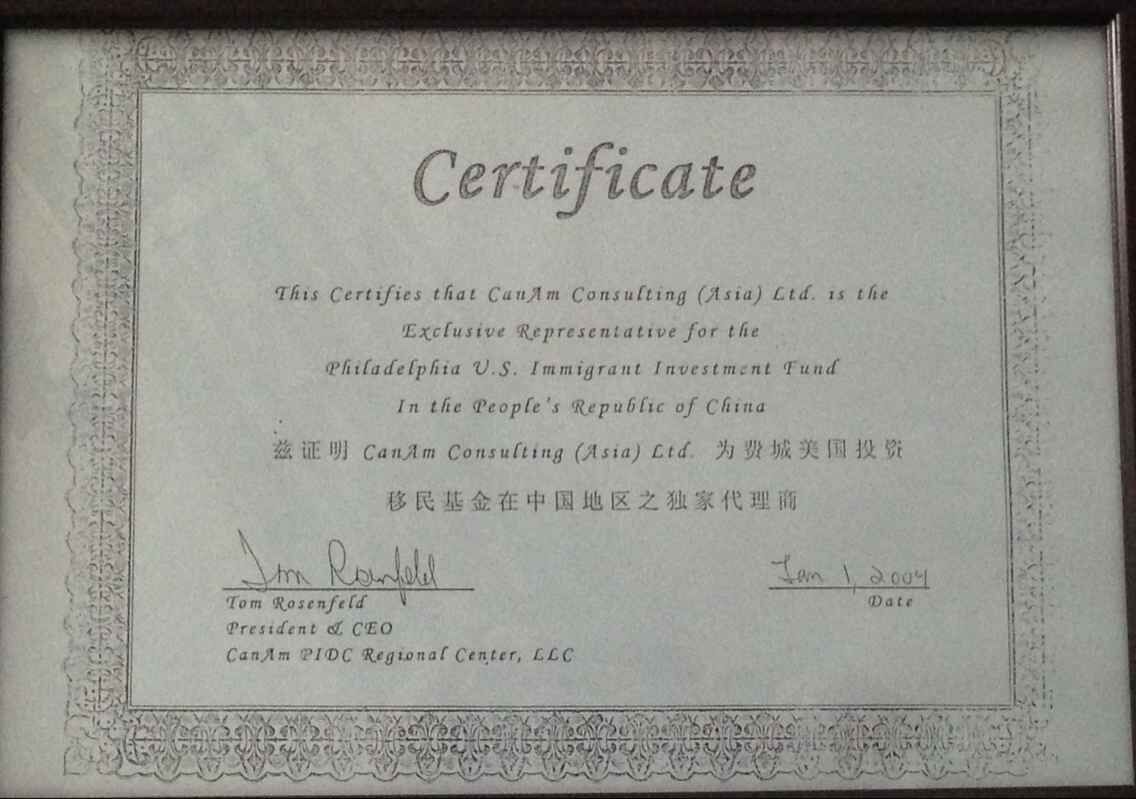 Certificate
This Certifies that CanAm Consulting (Asia) Ltd. is the
Exclusive Representative for the
Philadelphia U.S. Immigrant Investment Fund
In the People's Republic of China
兹证明 CanAm Consulting (Asia) Ltd. 为费城美国投资
移民基金在中国地区之独家代理商
Tom Rosenfeld
Jan 1, 2004
Tom Rosenfeld
Date
President & CEO
CanAm PIDC Regional Center, LLC